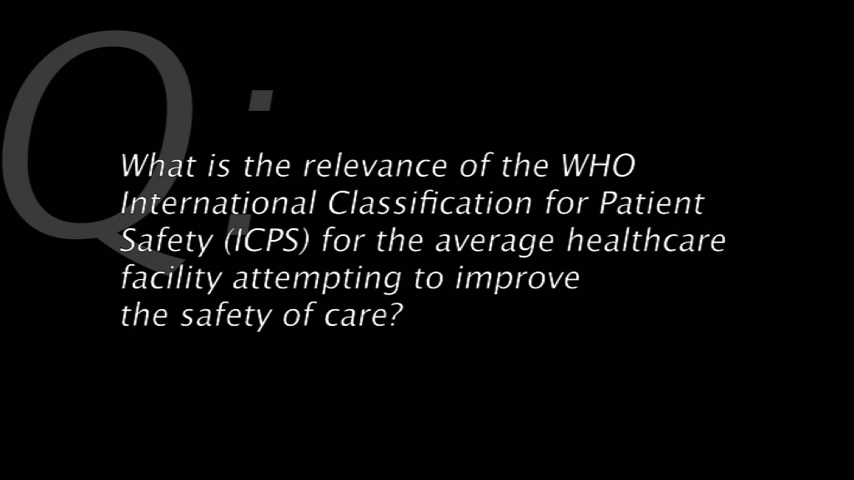 Q:
What is the relevance of the WHO
International Classification for Patient
Safety (ICPS) for the average healthcare
facility attempting to improve
the safety of care?